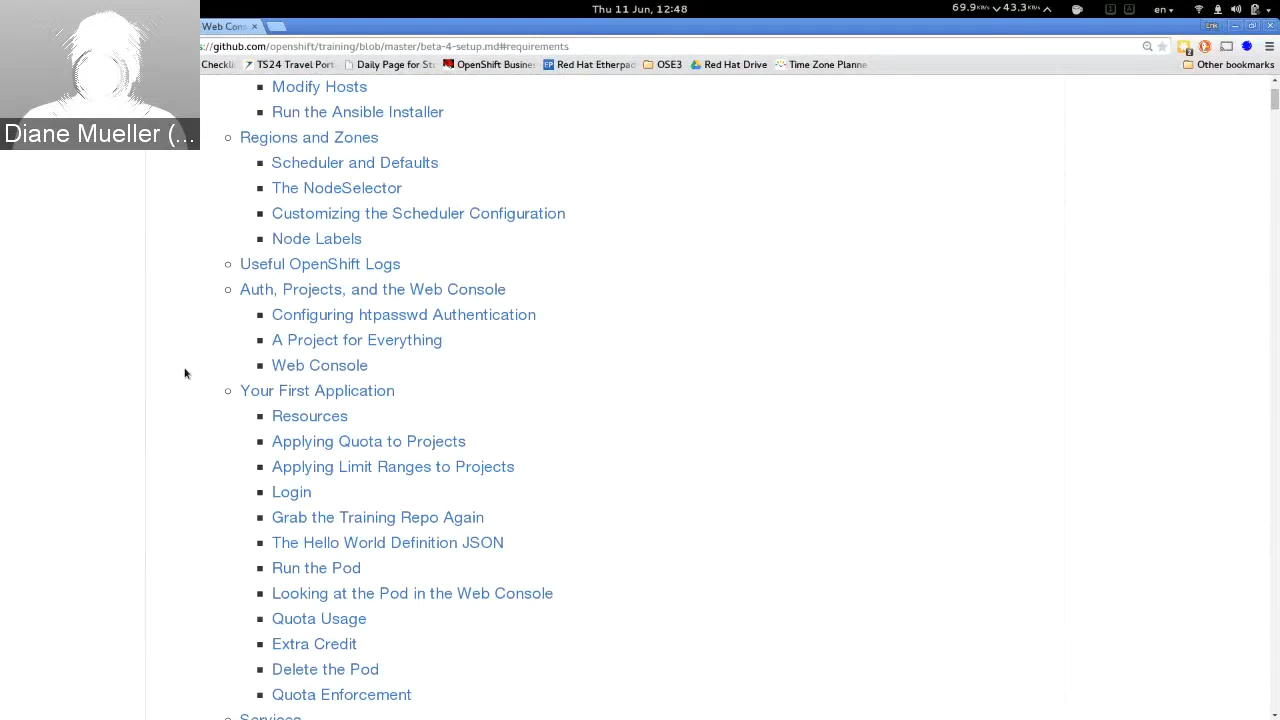 Thu 11 Jun, 12:48
69.9KB/s 43.3KB/s
en
Web Cons
Erik
s://github.com/openshift/training/blob/master/beta-4-setup.md#requirements
Checkli
TS24 Travel Port
Daily Page for St
OpenShift Busine
Red Hat Etherpad
OSE3
Red Hat Drive
Time Zone Planne
Other bookmarks
Diane Mueller (...
Modify Hosts
Run the Ansible Installer
Regions and Zones
Scheduler and Defaults
The NodeSelector
Customizing the Scheduler Configuration
Node Labels
Useful OpenShift Logs
Auth, Projects, and the Web Console
Configuring htpasswd Authentication
A Project for Everything
Web Console
Your First Application
Resources
Applying Quota to Projects
Applying Limit Ranges to Projects
Login
Grab the Training Repo Again
The Hello World Definition JSON
Run the Pod
Looking at the Pod in the Web Console
Quota Usage
Extra Credit
Delete the Pod
Quota Enforcement
Services